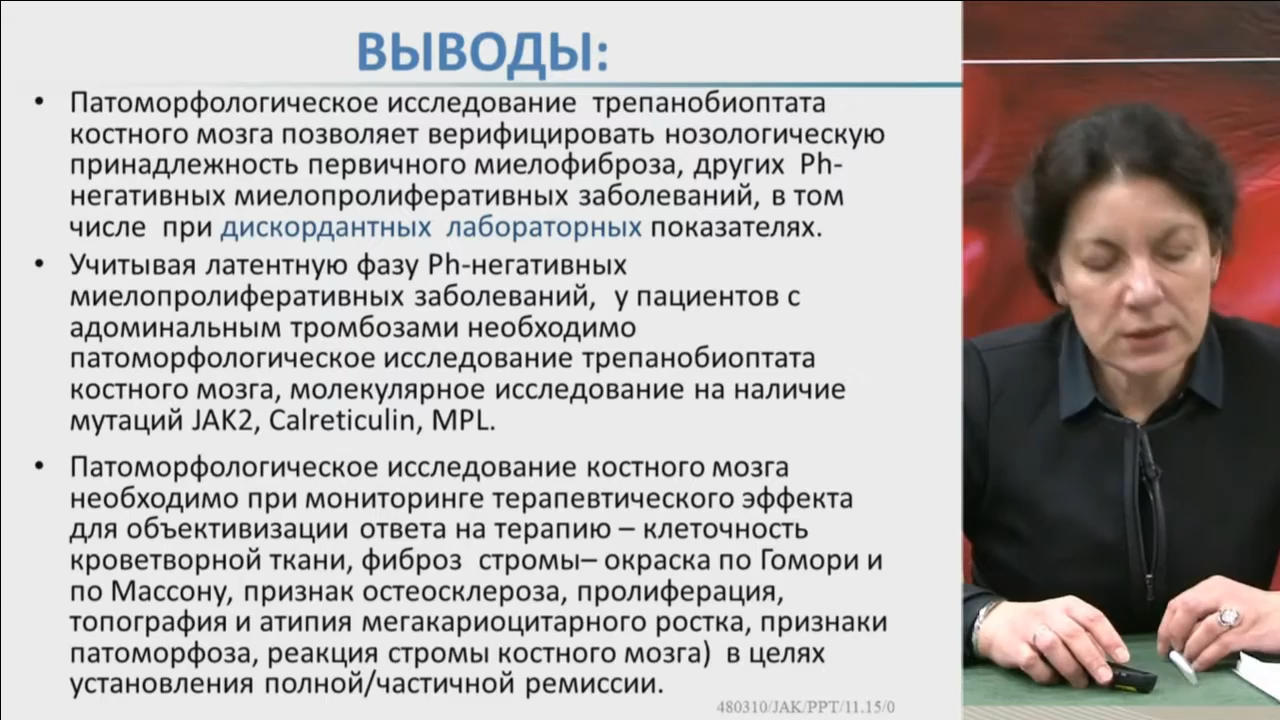 ВЫВОДЫ:
• Патоморфологическое исследование трепанобиоптата
костного мозга позволяет верифицировать нозологическую
принадлежность первичного миелофиброза, других Ph-
негативных миелопролиферативных заболеваний, в том
числе при дискордантных лабораторных показателях.
• Учитывая латентную фазу Ph-негативных
миелопролиферативных заболеваний, у пациентов с
адоминальным тромбозами необходимо
патоморфологическое исследование трепанобиоптата
костного мозга, молекулярное исследование на наличие
мутаций JAK2, Calreticulin, MPL.
• Патоморфологическое исследование костного мозга
необходимо при мониторинге терапевтического эффекта
для объективизации ответа на терапию – клеточность
кроветворной ткани, фиброз стромы– окраска по Гомори и
по Массону, признак остеосклероза, пролиферация,
топография и атипия мегакариоцитарного ростка, признаки
патоморфоза, реакция стромы костного мозга) в целях
установления полной/частичной ремиссии.
480310/JAK/PPT/11.15/0